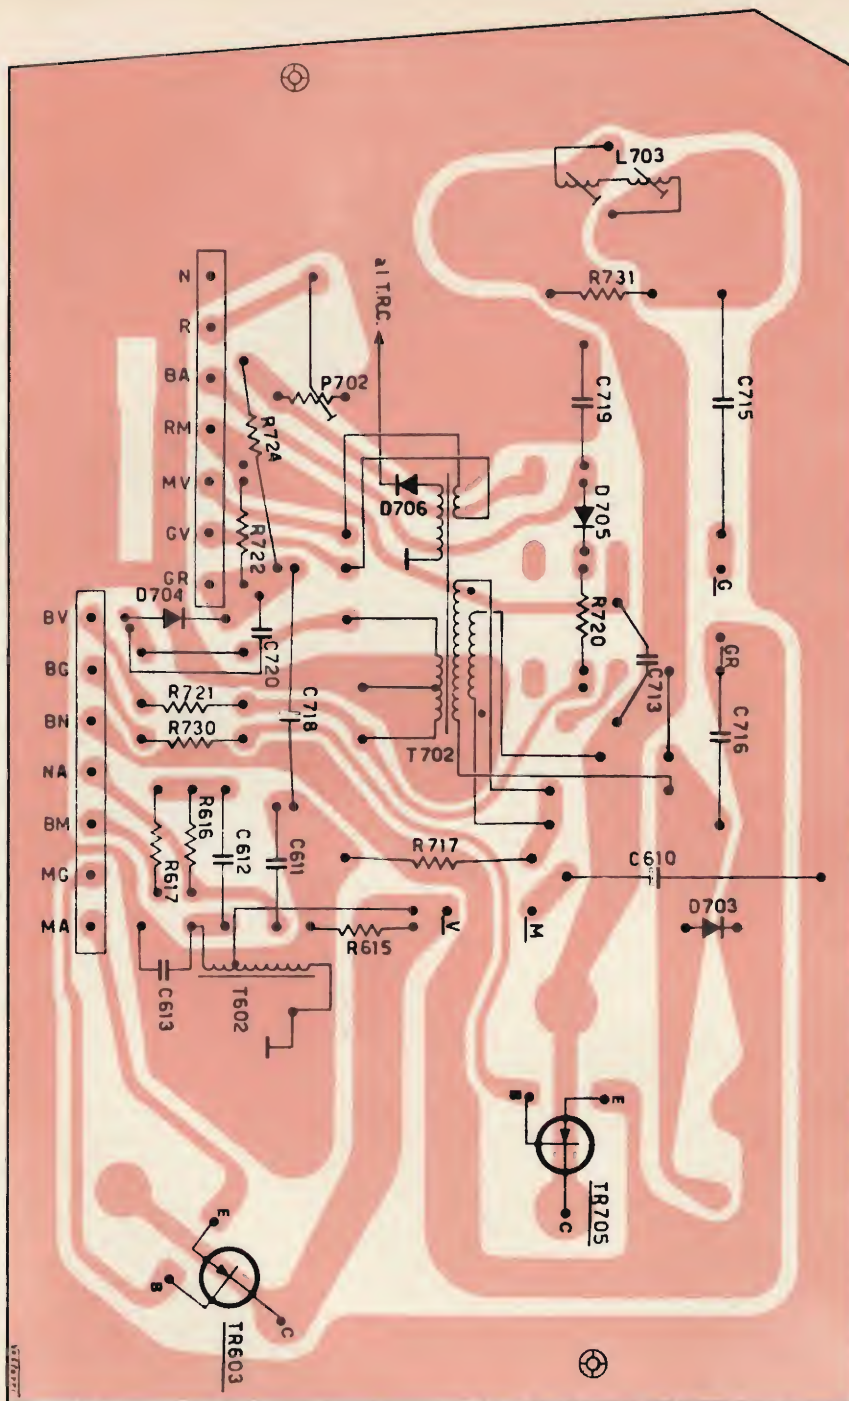 L703
R731
al T.R.C.
N
R
BA
RM
MV
GV
GR
P702
R724
R722
C719
C715
D706
D705
G
D704
BV
BG
BN
NA
BM
MG
MA
C720
C718
R720
GR
C713
C716
R721
R730
T702
R616
R617
C612
C611
R717
C610
D703
V
M
R615
C613
T602
B
E
C
TR705
E
B
C
TR603